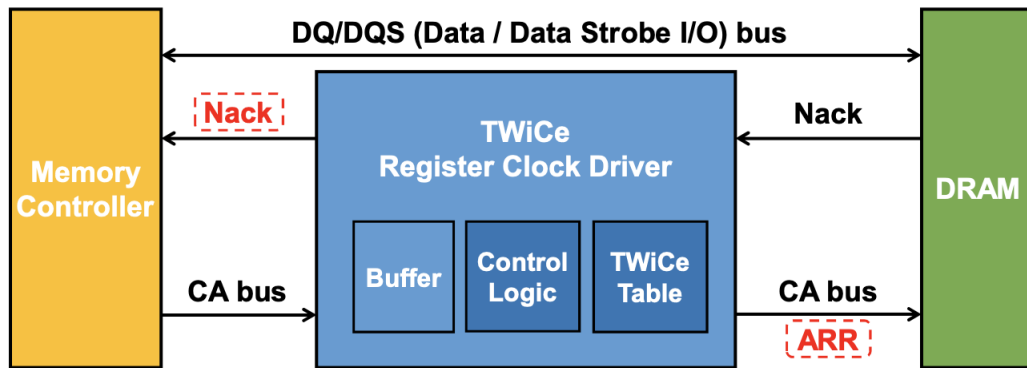 DQ/DQS (Data / Data Strobe I/O) bus
Nack
Nack
TWiCe
Register Clock Driver
Memory
Controller
DRAM
Buffer
Control
Logic
TWiCe
Table
CA bus
CA bus
ARR